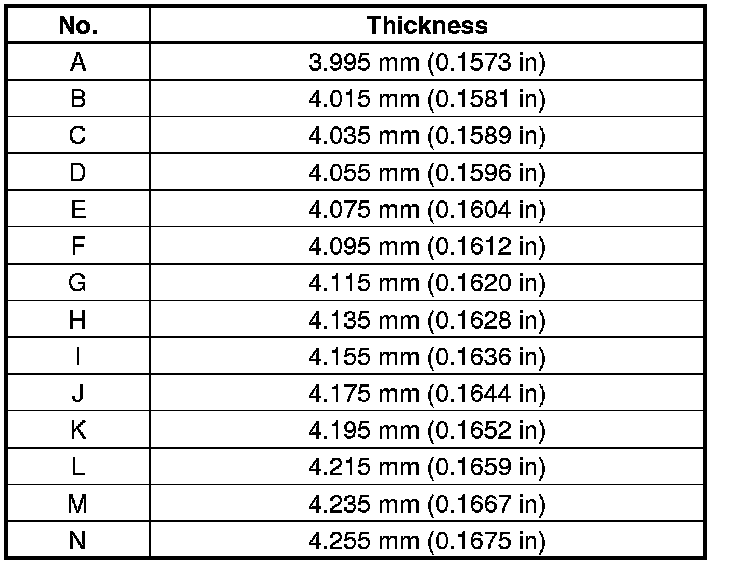 No. Thickness
A 3.995 mm (0.1573 in)
B 4.015 mm (0.1581 in)
C 4.035 mm (0.1589 in)
D 4.055 mm (0.1596 in)
E 4.075 mm (0.1604 in)
F 4.095 mm (0.1612 in)
G 4.115 mm (0.1620 in)
H 4.135 mm (0.1628 in)
I 4.155 mm (0.1636 in)
J 4.175 mm (0.1644 in)
K 4.195 mm (0.1652 in)
L 4.215 mm (0.1659 in)
M 4.235 mm (0.1667 in)
N 4.255 mm (0.1675 in)